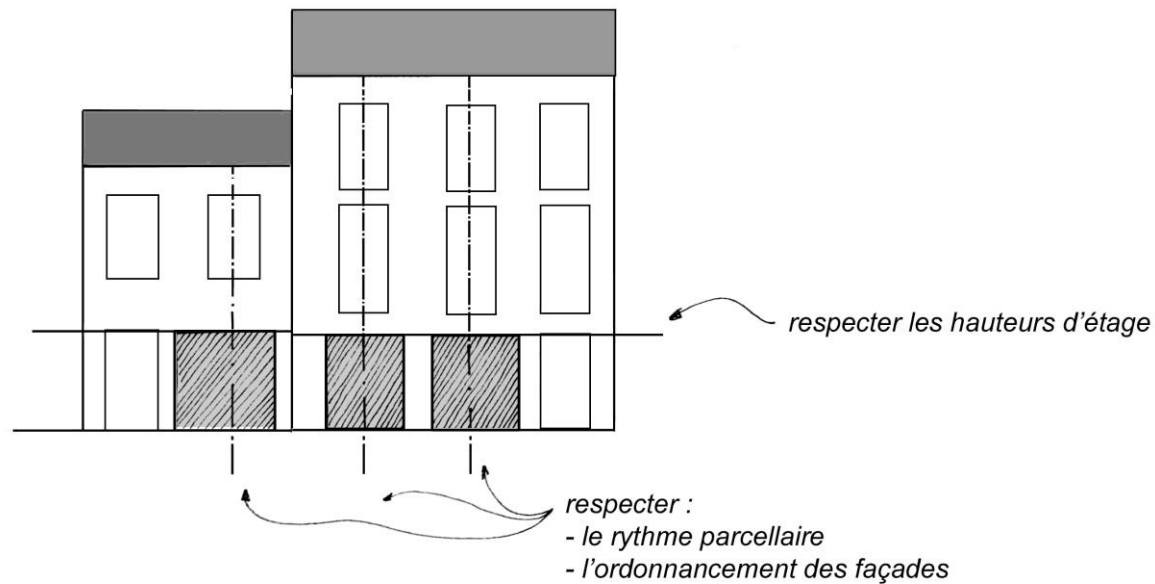 respecter les hauteurs d'étage
respecter :
- le rythme parcellaire
- l'ordonnancement des façades